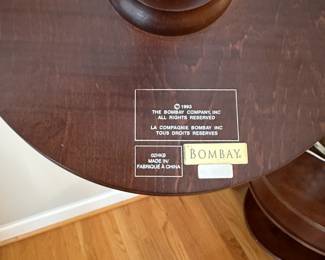 © 1993
THE BOMBAY COMPANY, INC
ALL RIGHTS RESERVED
LA COMPAGNIE BOMBAY INC
TOUS DROITS RESERVES
MADE IN/
FABRIQUÉ À CHINA
BOMBAY